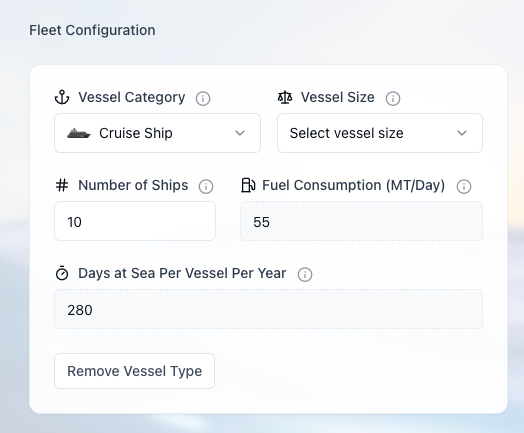 Fleet Configuration
Vessel Category
Vessel Size
Cruise Ship
Select vessel size
Number of Ships
Fuel Consumption (MT/Day)
10
55
Days at Sea Per Vessel Per Year
280
Remove Vessel Type